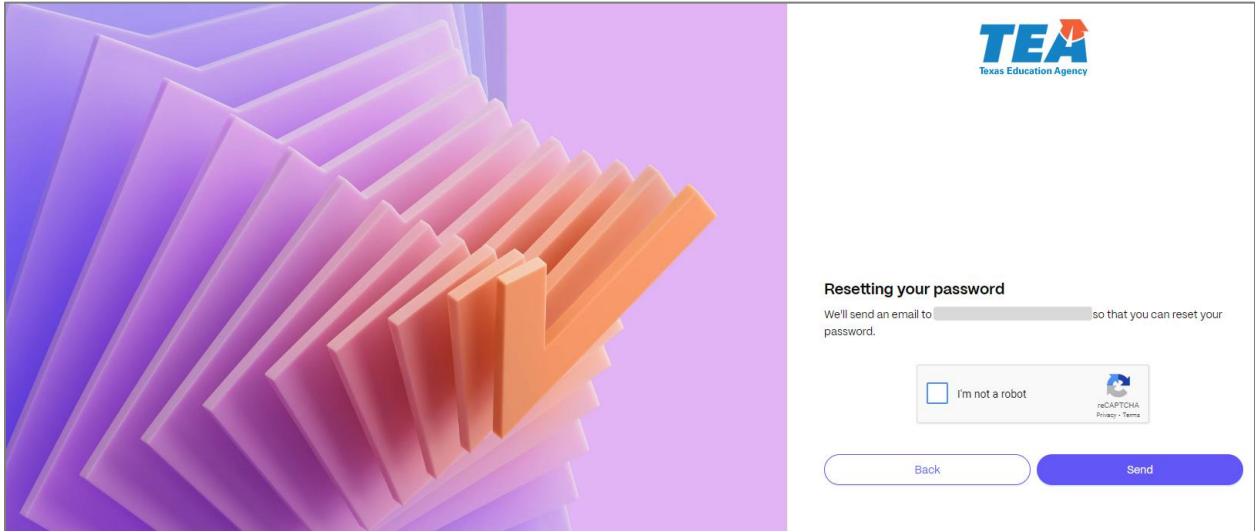 TEA
Texas Education Agency
Resetting your password
We'll send an email to so that you can reset your
password.
I'm not a robot
reCAPTCHA
Privacy - Terms
Back
Send